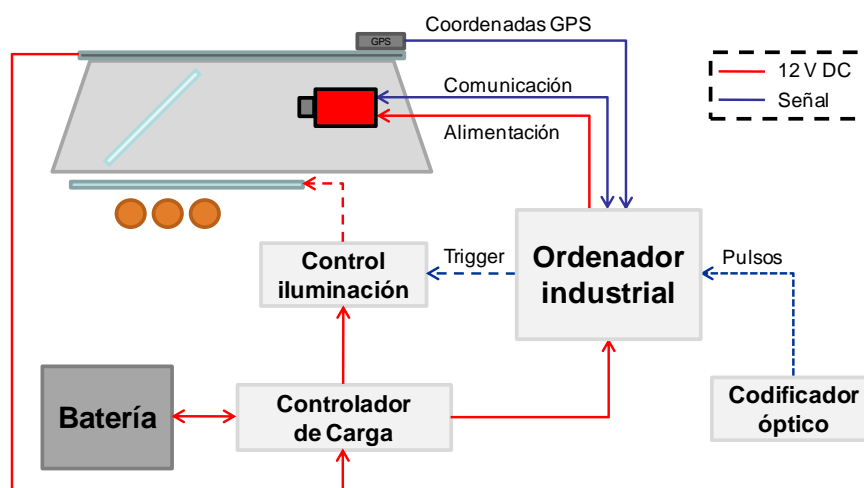 Coordenadas GPS
GPS
12 V DC
Señal
Comunicación
Alimentación
Control
iluminación
Trigger
Ordenador
industrial
Pulsos
Batería
Controlador
de Carga
Codificador
óptico